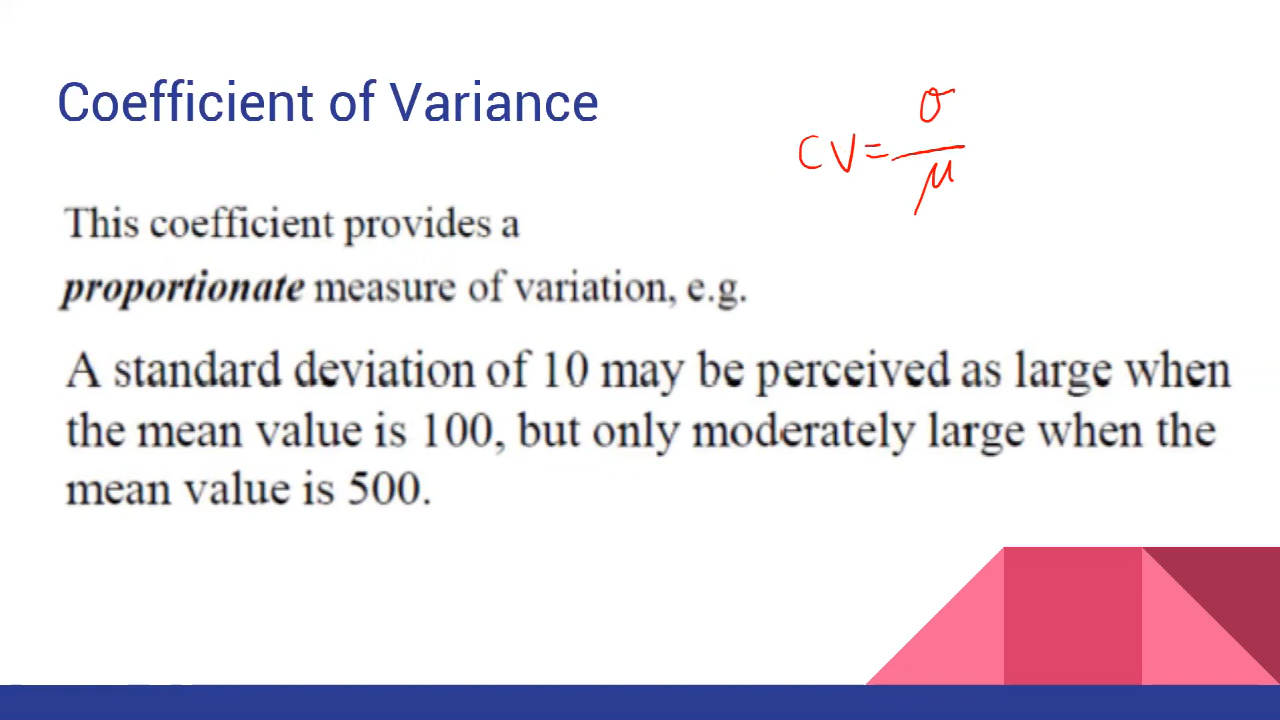 Coefficient of Variance
CV = σ / μ
This coefficient provides a
proportionate measure of variation, e.g.
A standard deviation of 10 may be perceived as large when
the mean value is 100, but only moderately large when the
mean value is 500.